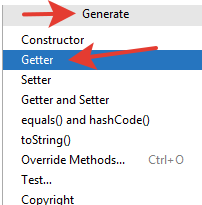 Generate
Constructor
Getter
Setter
Getter and Setter
equals() and hashCode()
toString()
Override Methods... Ctrl+O
Test...
Copyright